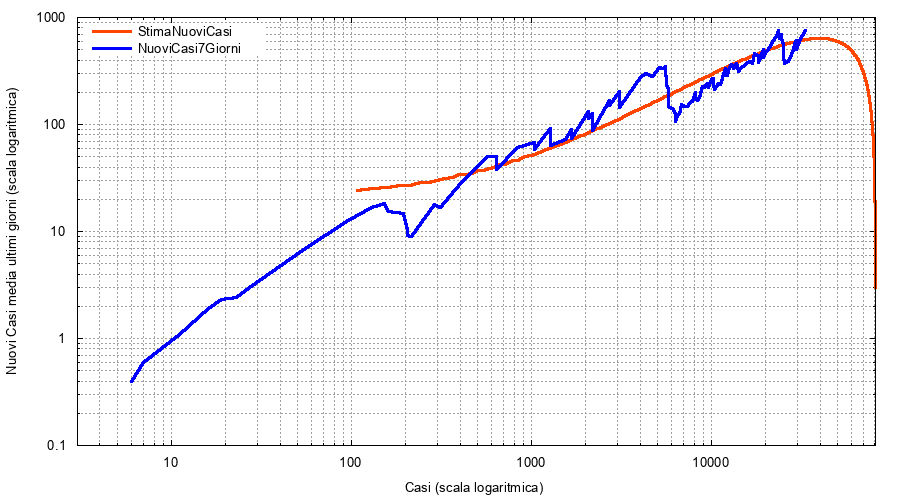 1000
StimaNuoviCasi
NuoviCasi7Giorni
100
10
1
0.1
Nuovi Casi media ultimi giorni (scala logaritmica)
10
100
1000
10000
Casi (scala logaritmica)